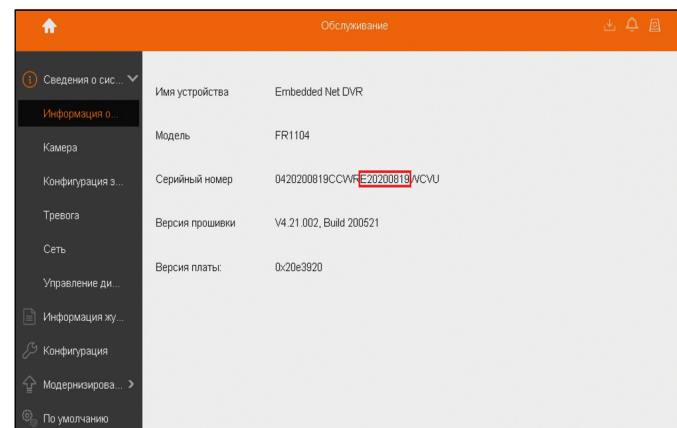 Обслуживание
Сведения о сис...
Информация о...
Камера
Конфигурация з...
Тревога
Сеть
Управление ди...
Информация жу...
Конфигурация
Модернизирова...
По умолчанию
Имя устройства Embedded Net DVR
Модель FR1104
Серийный номер 0420200819CCWRE20200819WCVU
Версия прошивки V4.21.002, Build 200521
Версия платы: 0x20e3920